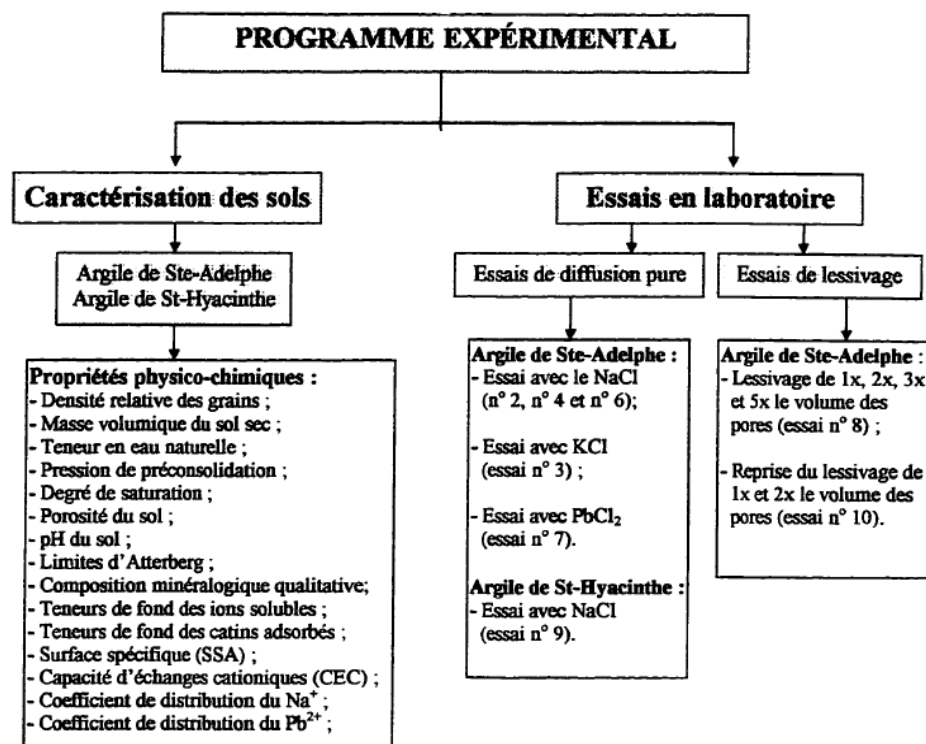 PROGRAMME EXPÉRIMENTAL
Caractérisation des sols
Argile de Ste-Adelphe
Argile de St-Hyacinthe
Propriétés physico-chimiques :
- Densité relative des grains ;
- Masse volumique du sol sec ;
- Teneur en eau naturelle ;
- Pression de préconsolidation ;
- Degré de saturation ;
- Porosité du sol ;
- pH du sol ;
- Limites d'Atterberg ;
- Composition minéralogique qualitative;
- Teneurs de fond des ions solubles ;
- Teneurs de fond des catins adsorbés ;
- Surface spécifique (SSA) ;
- Capacité d'échanges cationiques (CEC) ;
- Coefficient de distribution du Na⁺ ;
- Coefficient de distribution du Pb²⁺ ;
Essais en laboratoire
Essais de diffusion pure
Argile de Ste-Adelphe :
- Essai avec le NaCl
(n° 2, n° 4 et n° 6);
- Essai avec KCl
(essai n° 3) ;
- Essai avec PbCl₂
(essai n° 7).
Argile de St-Hyacinthe :
- Essai avec NaCl
(essai n° 9).
Essais de lessivage
Argile de Ste-Adelphe :
- Lessivage de 1x, 2x, 3x
et 5x le volume des
pores (essai n° 8) ;
- Reprise du lessivage de
1x et 2x le volume des
pores (essai n° 10).